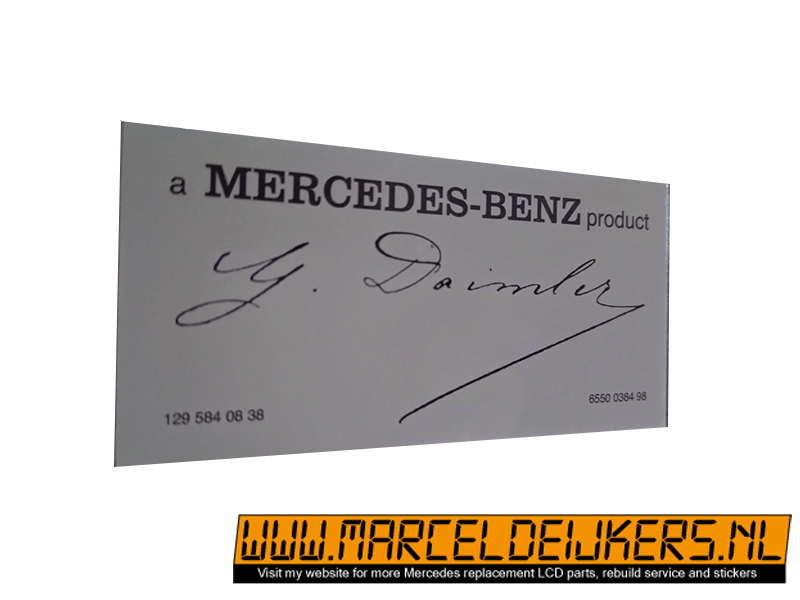 a MERCEDES-BENZ product
G. Daimler
129 584 08 38
6550 0384 98
WWW.MARCELDEIJKERS.NL
Visit my website for more Mercedes replacement LCD parts, rebuild service and stickers